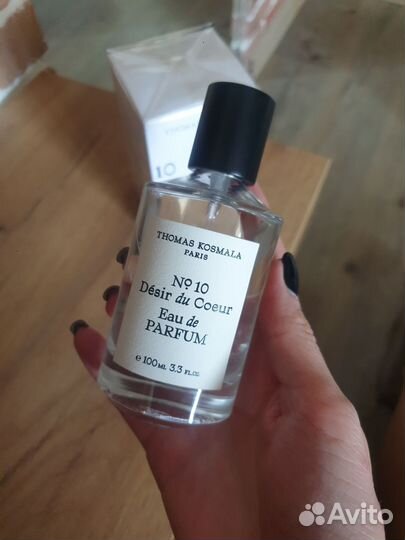 THOMAS KOSMALA
PARIS
Nº 10
Désir du Coeur
Eau de
PARFUM
e 100 ML 3.3 FL.OZ.
10
Avito